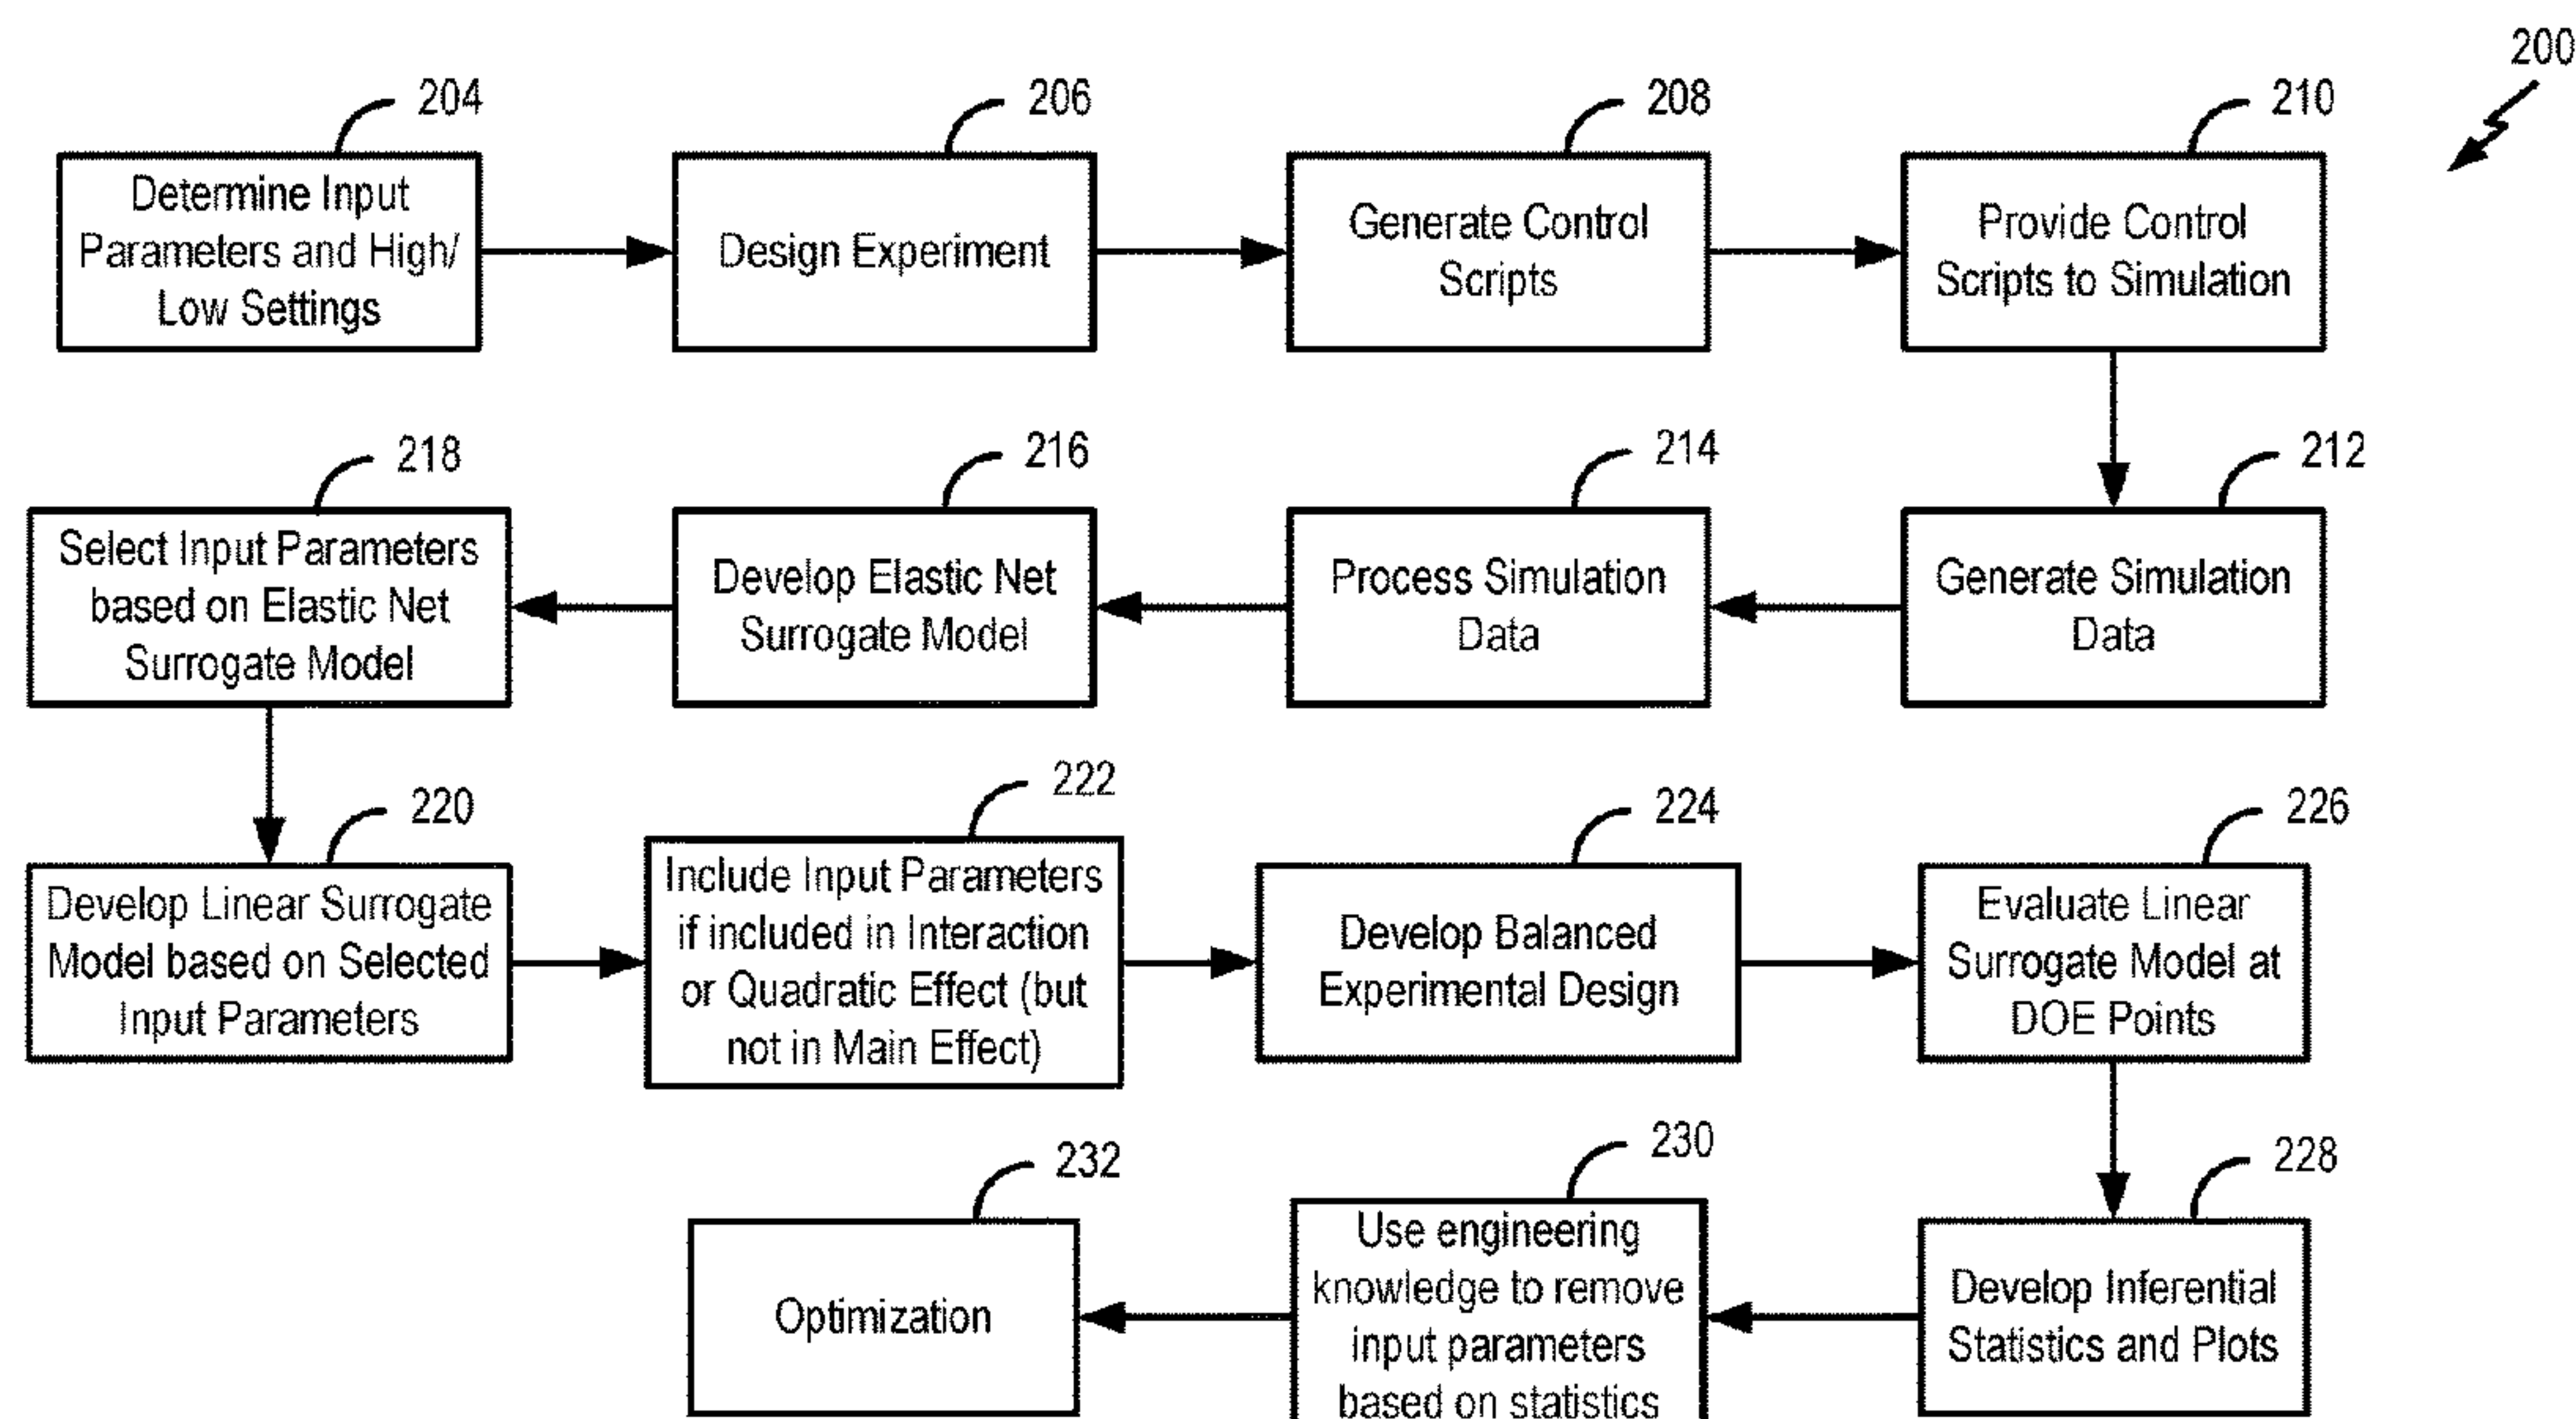 200
204
Determine Input
Parameters and High/
Low Settings
206
Design Experiment
208
Generate Control
Scripts
210
Provide Control
Scripts to Simulation
212
Generate Simulation
Data
214
Process Simulation
Data
216
Develop Elastic Net
Surrogate Model
218
Select Input Parameters
based on Elastic Net
Surrogate Model
220
Develop Linear Surrogate
Model based on Selected
Input Parameters
222
Include Input Parameters
if included in Interaction
or Quadratic Effect (but
not in Main Effect)
224
Develop Balanced
Experimental Design
226
Evaluate Linear
Surrogate Model at
DOE Points
228
Develop Inferential
Statistics and Plots
230
Use engineering
knowledge to remove
input parameters
based on statistics
232
Optimization